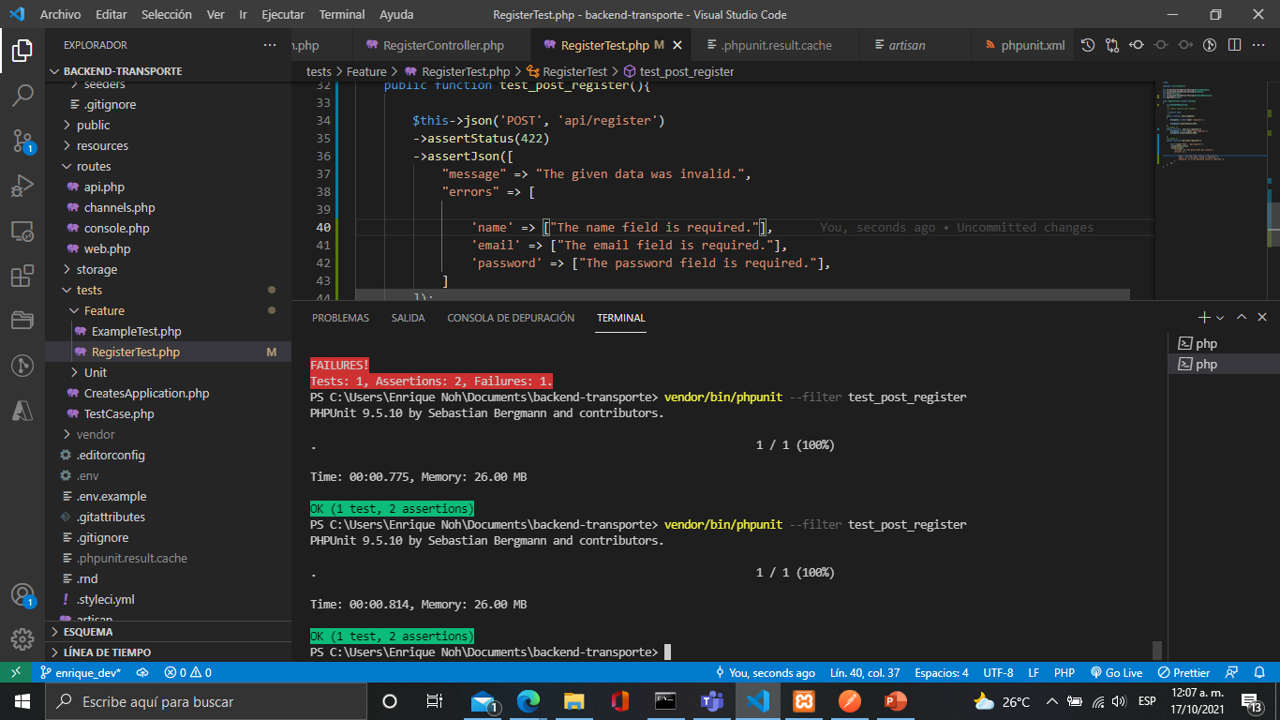 Archivo Editar Selección Ver Ir Ejecutar Terminal Ayuda RegisterTest.php - backend-transporte - Visual Studio Code
EXPLORADOR
BACKEND-TRANSPORTE
seeders
.gitignore
public
resources
routes
api.php
channels.php
console.php
web.php
storage
tests
Feature
ExampleTest.php
RegisterTest.php M
Unit
CreatesApplication.php
TestCase.php
vendor
.editorconfig
.env
.env.example
.gitattributes
.gitignore
.phpunit.result.cache
.rnd
.styleci.yml
artisan
ESQUEMA
LÍNEA DE TIEMPO
1
1
n.php RegisterController.php RegisterTest.php M .phpunit.result.cache artisan phpunit.xml
tests > Feature > RegisterTest.php > RegisterTest > test_post_register
32 public function test_post_register(){
33
34 $this->json('POST', 'api/register')
35 ->assertStatus(422)
36 ->assertJson([
37 "message" => "The given data was invalid.",
38 "errors" => [
39
40 'name' => ["The name field is required."], You, seconds ago • Uncommitted changes
41 'email' => ["The email field is required."],
42 'password' => ["The password field is required."],
43 ]
44 ]);
PROBLEMAS SALIDA CONSOLA DE DEPURACIÓN TERMINAL
php
php
FAILURES!
Tests: 1, Assertions: 2, Failures: 1.
PS C:\Users\Enrique Noh\Documents\backend-transporte> vendor/bin/phpunit --filter test_post_register
PHPUnit 9.5.10 by Sebastian Bergmann and contributors.
. 1 / 1 (100%)
Time: 00:00.775, Memory: 26.00 MB
OK (1 test, 2 assertions)
PS C:\Users\Enrique Noh\Documents\backend-transporte> vendor/bin/phpunit --filter test_post_register
PHPUnit 9.5.10 by Sebastian Bergmann and contributors.
. 1 / 1 (100%)
Time: 00:00.814, Memory: 26.00 MB
OK (1 test, 2 assertions)
PS C:\Users\Enrique Noh\Documents\backend-transporte>
enrique_dev* 0 0 You, seconds ago Lín. 40, col. 37 Espacios: 4 UTF-8 LF PHP Go Live Prettier
Escribe aquí para buscar 1 26°C ESP 12:07 a. m.
17/10/2021 13